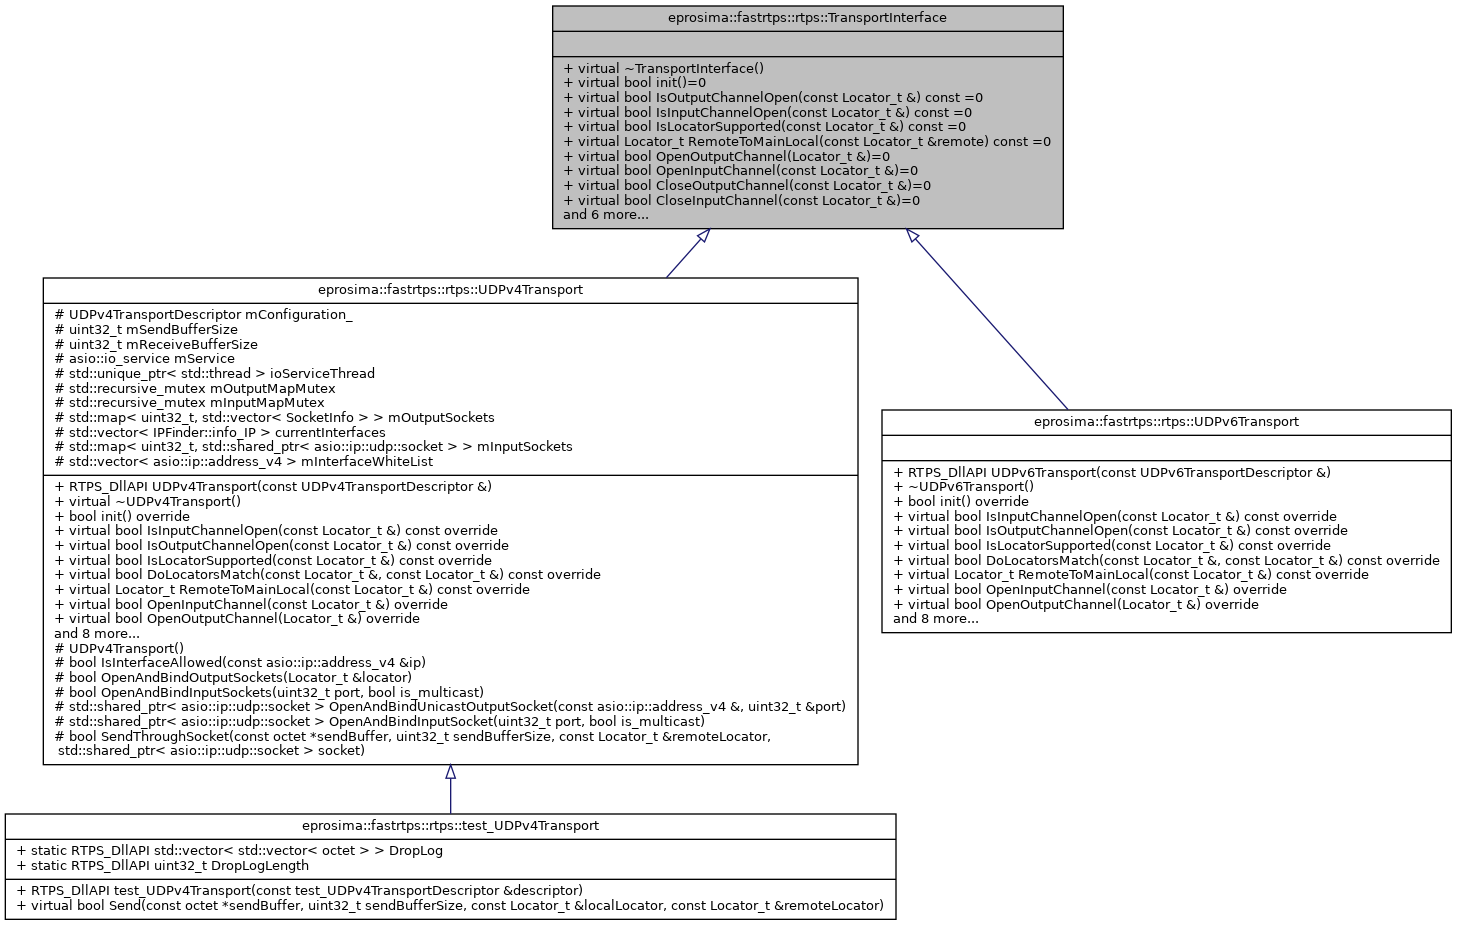 eprosima::fastrtps::rtps::TransportInterface
+ virtual ~TransportInterface()
+ virtual bool init()=0
+ virtual bool IsOutputChannelOpen(const Locator_t &) const =0
+ virtual bool IsInputChannelOpen(const Locator_t &) const =0
+ virtual bool IsLocatorSupported(const Locator_t &) const =0
+ virtual Locator_t RemoteToMainLocal(const Locator_t &remote) const =0
+ virtual bool OpenOutputChannel(Locator_t &)=0
+ virtual bool OpenInputChannel(const Locator_t &)=0
+ virtual bool CloseOutputChannel(const Locator_t &)=0
+ virtual bool CloseInputChannel(const Locator_t &)=0
and 6 more...
eprosima::fastrtps::rtps::UDPv4Transport
# UDPv4TransportDescriptor mConfiguration_
# uint32_t mSendBufferSize
# uint32_t mReceiveBufferSize
# asio::io_service mService
# std::unique_ptr< std::thread > ioServiceThread
# std::recursive_mutex mOutputMapMutex
# std::recursive_mutex mInputMapMutex
# std::map< uint32_t, std::vector< SocketInfo > > mOutputSockets
# std::vector< IPFinder::info_IP > currentInterfaces
# std::map< uint32_t, std::shared_ptr< asio::ip::udp::socket > > mInputSockets
# std::vector< asio::ip::address_v4 > mInterfaceWhiteList
+ RTPS_DllAPI UDPv4Transport(const UDPv4TransportDescriptor &)
+ virtual ~UDPv4Transport()
+ bool init() override
+ virtual bool IsInputChannelOpen(const Locator_t &) const override
+ virtual bool IsOutputChannelOpen(const Locator_t &) const override
+ virtual bool IsLocatorSupported(const Locator_t &) const override
+ virtual bool DoLocatorsMatch(const Locator_t &, const Locator_t &) const override
+ virtual Locator_t RemoteToMainLocal(const Locator_t &) const override
+ virtual bool OpenInputChannel(const Locator_t &) override
+ virtual bool OpenOutputChannel(Locator_t &) override
and 8 more...
# UDPv4Transport()
# bool IsInterfaceAllowed(const asio::ip::address_v4 &ip)
# bool OpenAndBindOutputSockets(Locator_t &locator)
# bool OpenAndBindInputSockets(uint32_t port, bool is_multicast)
# std::shared_ptr< asio::ip::udp::socket > OpenAndBindUnicastOutputSocket(const asio::ip::address_v4 &, uint32_t &port)
# std::shared_ptr< asio::ip::udp::socket > OpenAndBindInputSocket(uint32_t port, bool is_multicast)
# bool SendThroughSocket(const octet *sendBuffer, uint32_t sendBufferSize, const Locator_t &remoteLocator,
std::shared_ptr< asio::ip::udp::socket > socket)
eprosima::fastrtps::rtps::UDPv6Transport
+ RTPS_DllAPI UDPv6Transport(const UDPv6TransportDescriptor &)
+ ~UDPv6Transport()
+ bool init() override
+ virtual bool IsInputChannelOpen(const Locator_t &) const override
+ virtual bool IsOutputChannelOpen(const Locator_t &) const override
+ virtual bool IsLocatorSupported(const Locator_t &) const override
+ virtual bool DoLocatorsMatch(const Locator_t &, const Locator_t &) const override
+ virtual Locator_t RemoteToMainLocal(const Locator_t &) const override
+ virtual bool OpenInputChannel(const Locator_t &) override
+ virtual bool OpenOutputChannel(Locator_t &) override
and 8 more...
eprosima::fastrtps::rtps::test_UDPv4Transport
+ static RTPS_DllAPI std::vector< std::vector< octet > > DropLog
+ static RTPS_DllAPI uint32_t DropLogLength
+ RTPS_DllAPI test_UDPv4Transport(const test_UDPv4TransportDescriptor &descriptor)
+ virtual bool Send(const octet *sendBuffer, uint32_t sendBufferSize, const Locator_t &localLocator, const Locator_t &remoteLocator)